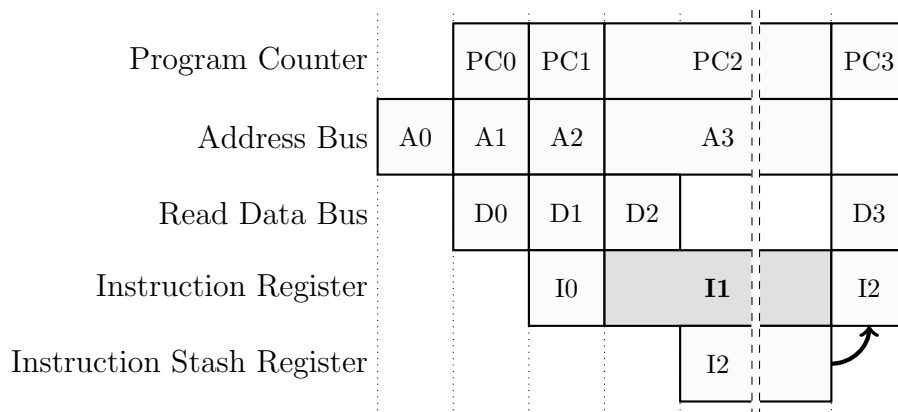 Program Counter PC0 PC1 PC2 PC3
Address Bus A0 A1 A2 A3
Read Data Bus D0 D1 D2 D3
Instruction Register I0 I1 I2
Instruction Stash Register I2